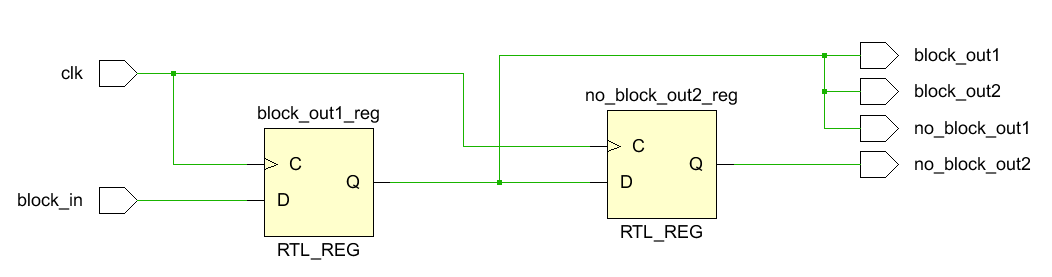 clk
block_in
block_out1_reg
C
D
Q
RTL_REG
no_block_out2_reg
C
D
Q
RTL_REG
block_out1
block_out2
no_block_out1
no_block_out2